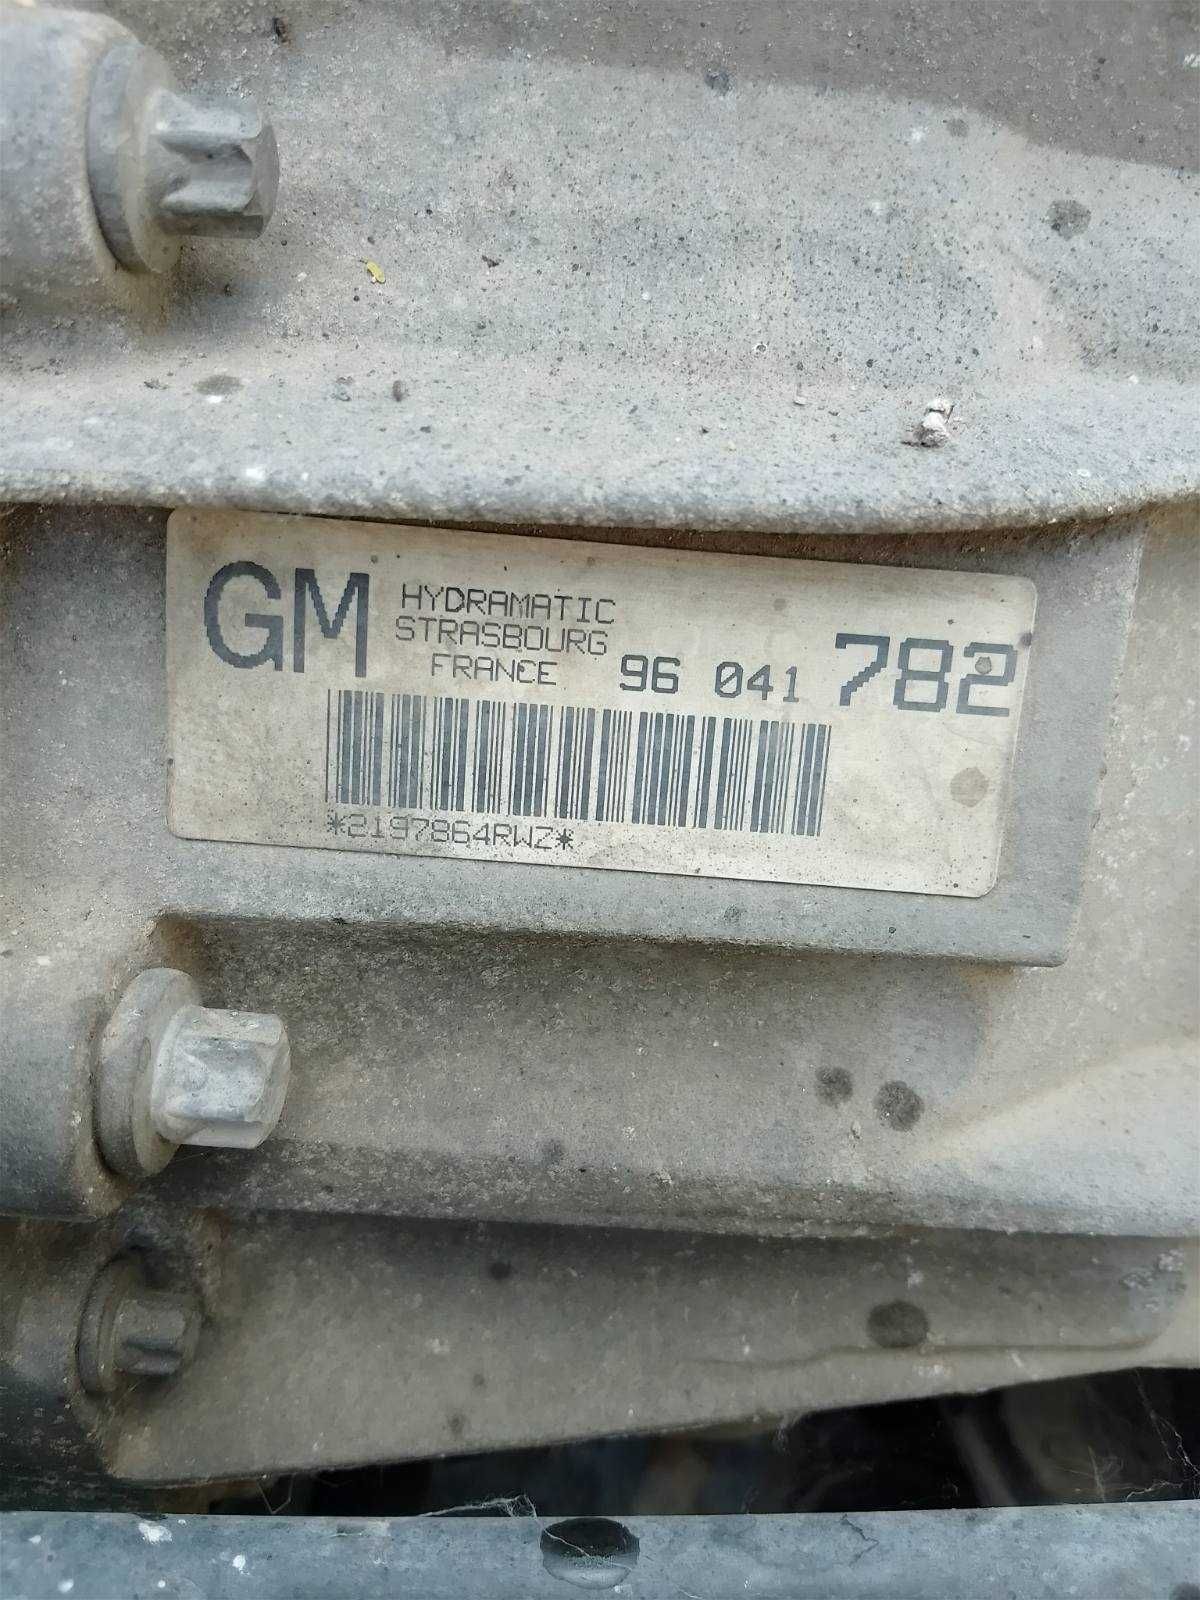 GM HYDRAMATIC
STRASBOURG
FRANCE 96 041 782
*2197864RWZ*